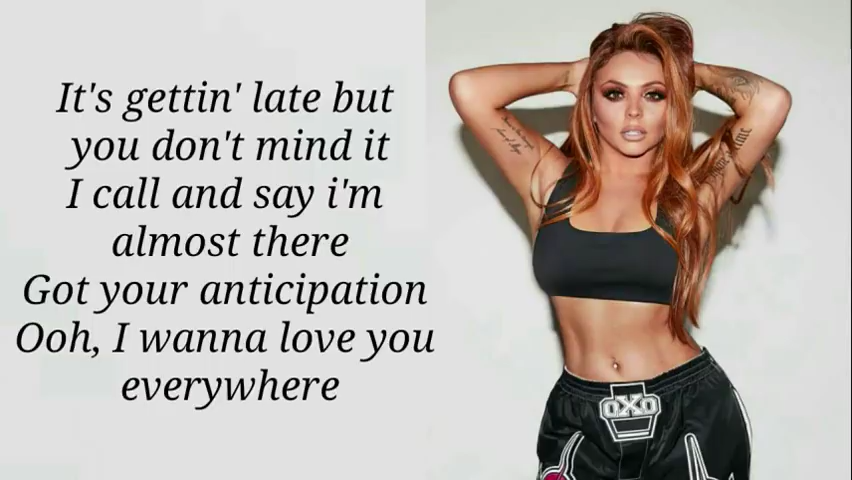 It's gettin' late but
you don't mind it
I call and say i'm
almost there
Got your anticipation
Ooh, I wanna love you
everywhere
OXO